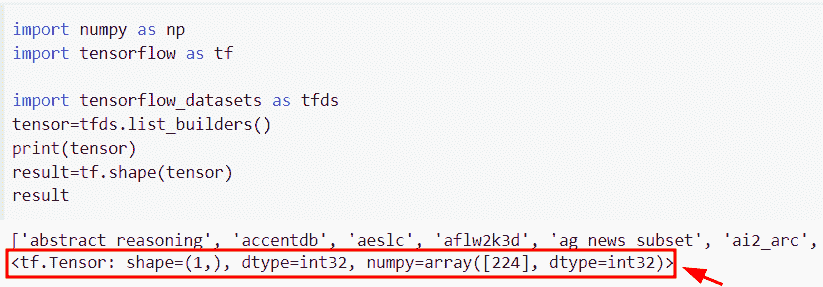 import numpy as np
import tensorflow as tf
import tensorflow_datasets as tfds
tensor=tfds.list_builders()
print(tensor)
result=tf.shape(tensor)
result
['abstract_reasoning', 'accentdb', 'aeslc', 'aflw2k3d', 'ag_news_subset', 'ai2_arc',
<tf.Tensor: shape=(1,), dtype=int32, numpy=array([224], dtype=int32)>